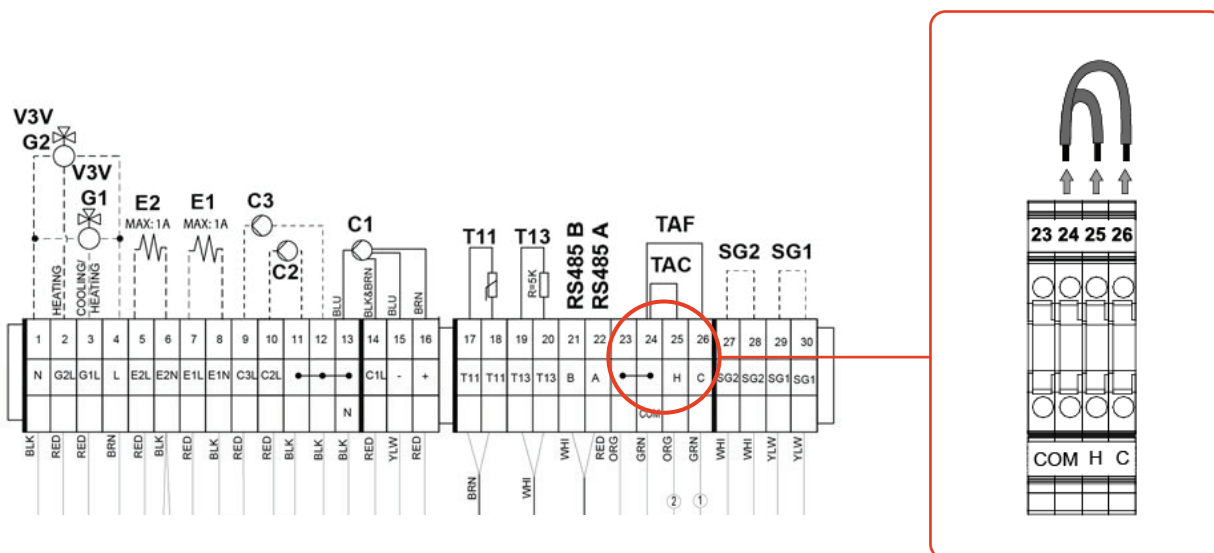 V3V
G2
V3V
G1
E2
MAX: 1A
E1
MAX: 1A
C3
C2
C1
T11
T13
R=5K
RS485 B
RS485 A
TAF
TAC
SG2
SG1
HEATING
COOLING/
HEATING
BLU
BLK&BRN
BLU
BRN
1 2 3 4 5 6 7 8 9 10 11 12 13 14 15 16
N G2L G1L L E2L E2N E1L E1N C3L C2L C1L - +
N
BLK RED RED BRN RED BLK RED RED RED RED BLK BLK BLK RED YLW RED
17 18 19 20 21 22 23 24 25 26 27 28 29 30
T11 T11 T13 T13 B A H C SG2 SG2 SG1 SG1
COM
BRN WHI WHI RED ORG GRN ORG GRN WHI WHI YLW YLW
2 1
23 24 25 26
COM H C